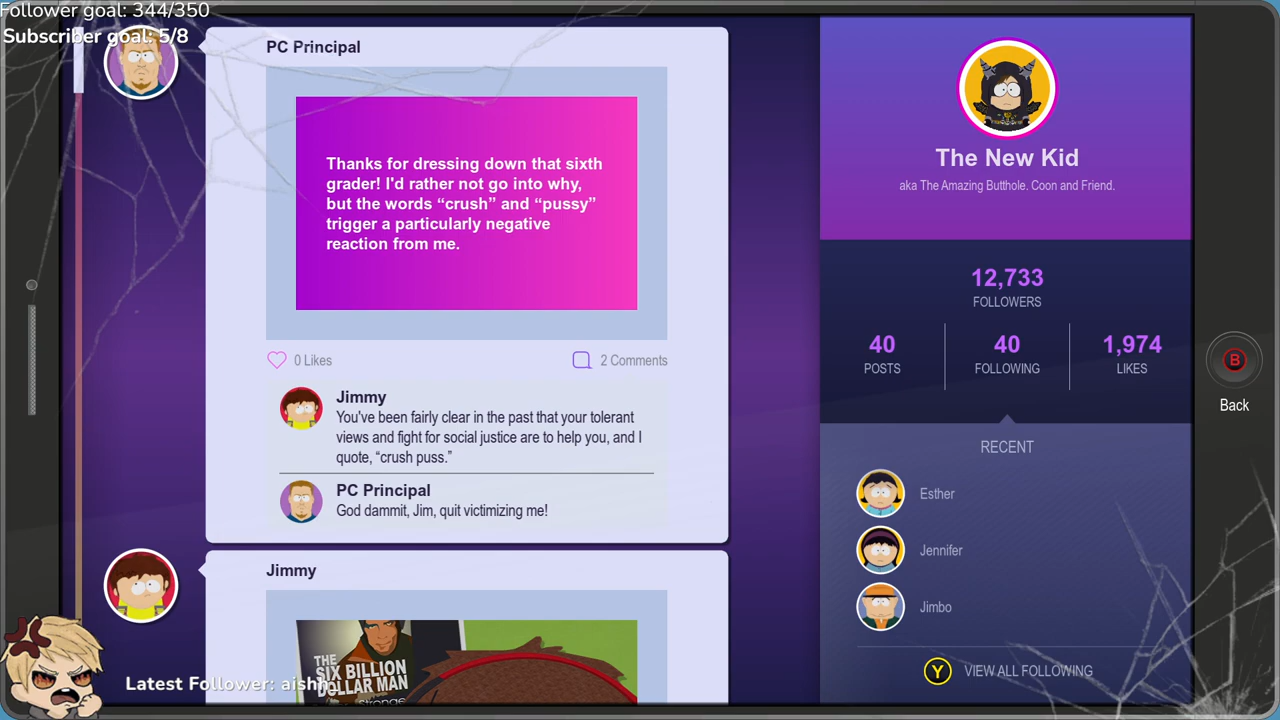 Follower goal: 344/350
Subscriber goal: 5/8
PC Principal
Thanks for dressing down that sixth
grader! I'd rather not go into why,
but the words “crush” and “pussy”
trigger a particularly negative
reaction from me.
0 Likes
2 Comments
Jimmy
You've been fairly clear in the past that your tolerant
views and fight for social justice are to help you, and I
quote, “crush puss.”
PC Principal
God dammit, Jim, quit victimizing me!
Jimmy
THE
SIX BILLION
DOLLAR MAN
Latest Follower:
The New Kid
aka The Amazing Butthole. Coon and Friend.
12,733
FOLLOWERS
40
POSTS
40
FOLLOWING
1,974
LIKES
RECENT
Esther
Jennifer
Jimbo
Y VIEW ALL FOLLOWING
B
Back